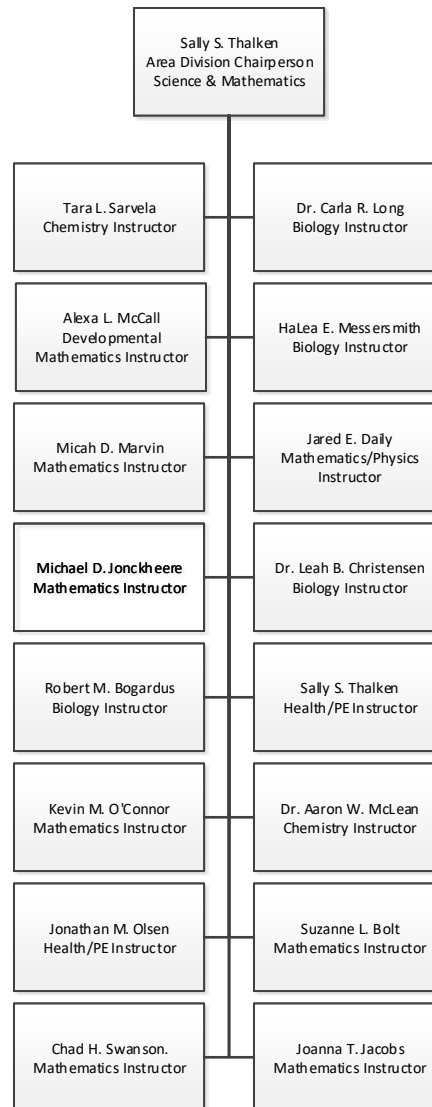 Sally S. Thalken
Area Division Chairperson
Science & Mathematics
Tara L. Sarvela
Chemistry Instructor
Dr. Carla R. Long
Biology Instructor
Alexa L. McCall
Developmental
Mathematics Instructor
HaLea E. Messersmith
Biology Instructor
Micah D. Marvin
Mathematics Instructor
Jared E. Daily
Mathematics/Physics
Instructor
Michael D. Jonckheere
Mathematics Instructor
Dr. Leah B. Christensen
Biology Instructor
Robert M. Bogardus
Biology Instructor
Sally S. Thalken
Health/PE Instructor
Kevin M. O'Connor
Mathematics Instructor
Dr. Aaron W. McLean
Chemistry Instructor
Jonathan M. Olsen
Health/PE Instructor
Suzanne L. Bolt
Mathematics Instructor
Chad H. Swanson.
Mathematics Instructor
Joanna T. Jacobs
Mathematics Instructor